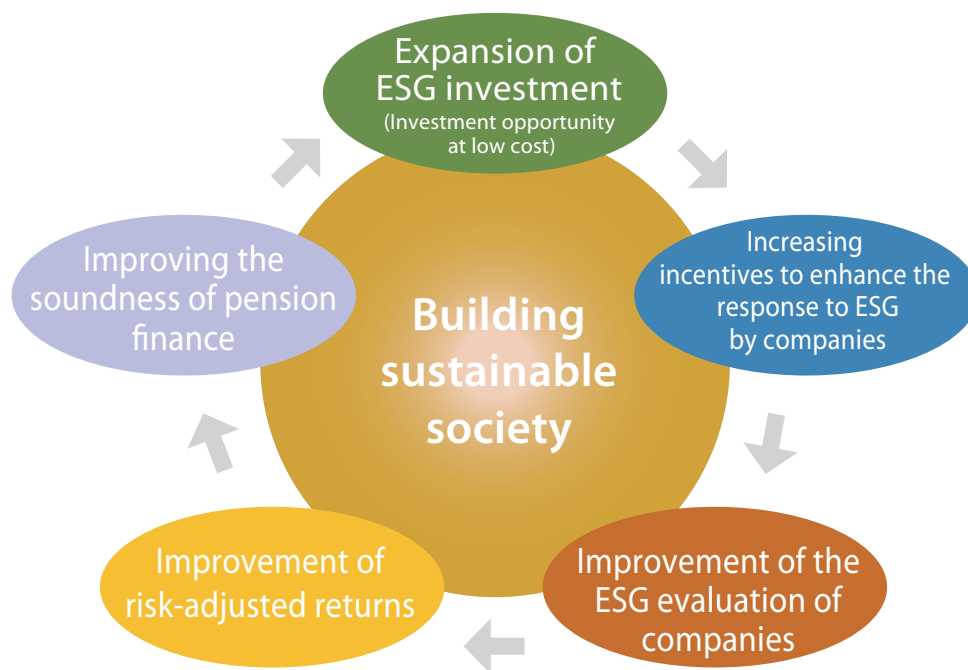 Expansion of
ESG investment
(Investment opportunity
at low cost)
Increasing
incentives to enhance the
response to ESG
by companies
Improving the
soundness of pension
finance
Building
sustainable
society
Improvement of
risk-adjusted returns
Improvement of the
ESG evaluation of
companies